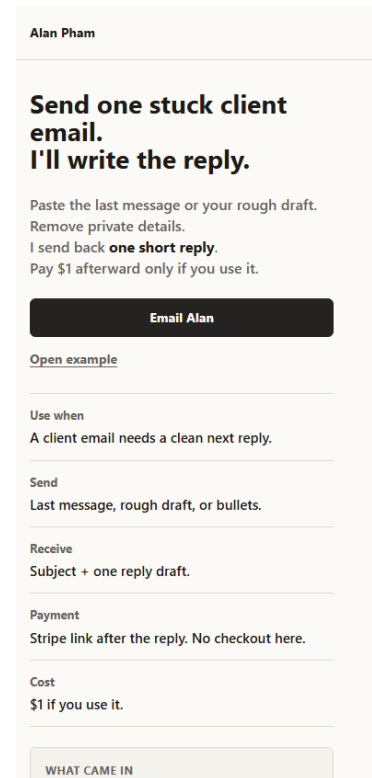 Alan Pham
Send one stuck client
email.
I'll write the reply.
Paste the last message or your rough draft.
Remove private details.
I send back one short reply.
Pay $1 afterward only if you use it.
Email Alan
Open example
Use when
A client email needs a clean next reply.
Send
Last message, rough draft, or bullets.
Receive
Subject + one reply draft.
Payment
Stripe link after the reply. No checkout here.
Cost
$1 if you use it.
WHAT CAME IN